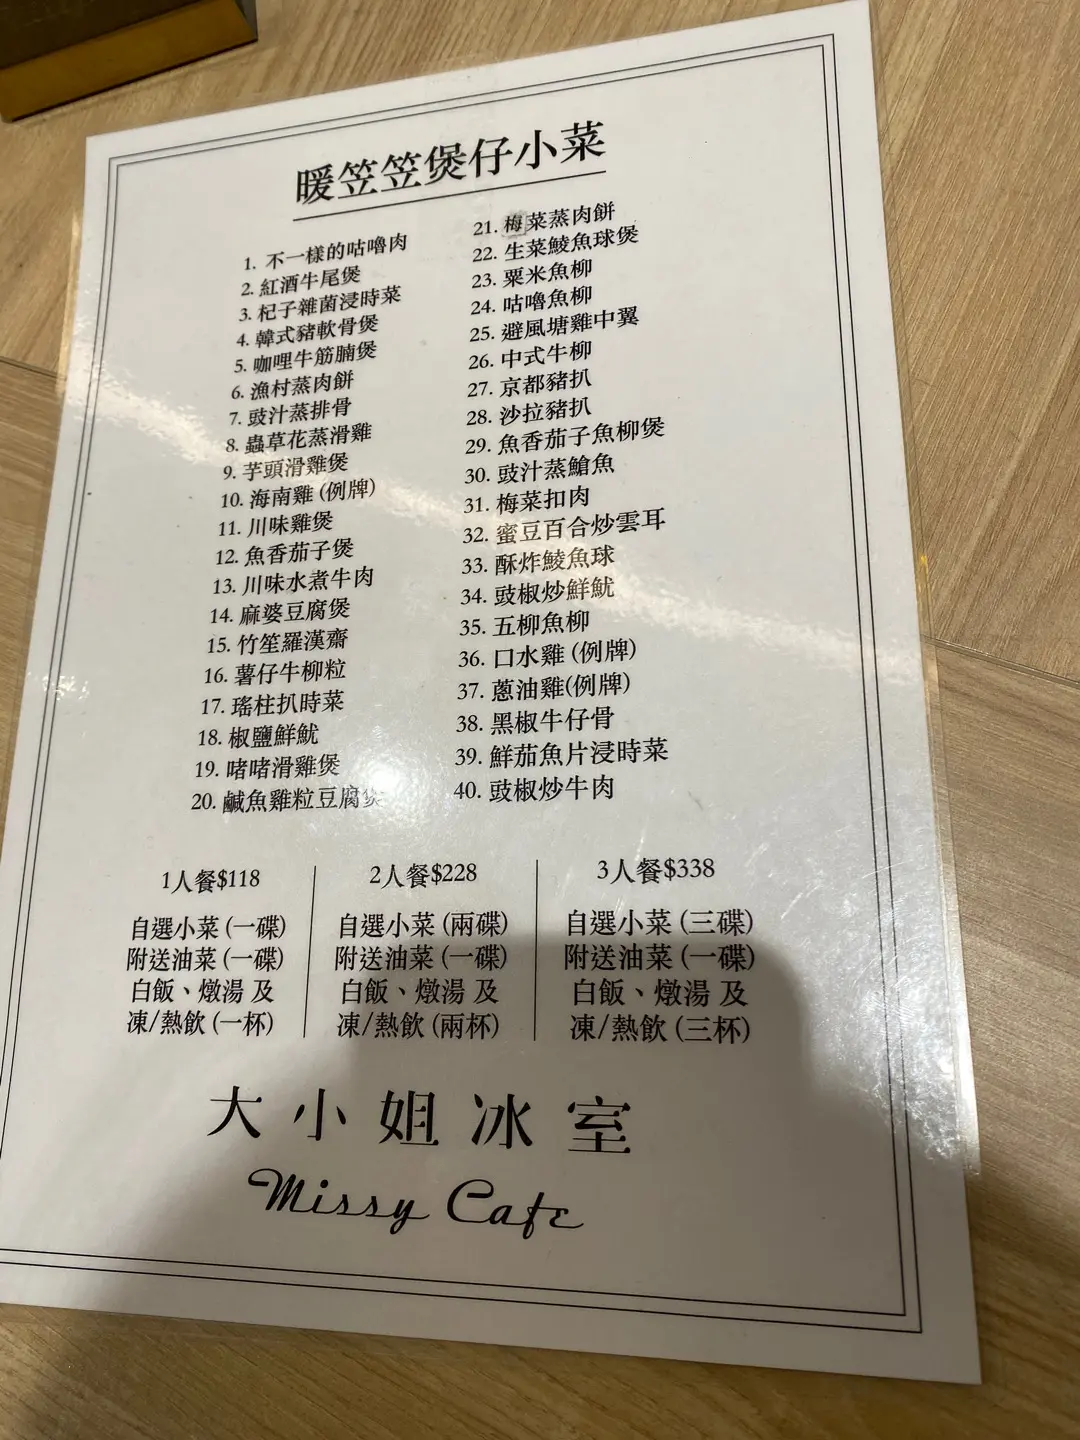 暖笠笠煲仔小菜
1. 不一樣的咕嚕肉
2. 紅酒牛尾煲
3. 杞子雜菌浸時菜
4. 韓式豬軟骨煲
5. 咖哩牛筋腩煲
6. 漁村蒸肉餅
7. 豉汁蒸排骨
8. 蟲草花蒸滑雞
9. 芋頭滑雞煲
10. 海南雞 (例牌)
11. 川味雞煲
12. 魚香茄子煲
13. 川味水煮牛肉
14. 麻婆豆腐煲
15. 竹笙羅漢齋
16. 薯仔牛柳粒
17. 瑤柱扒時菜
18. 椒鹽鮮魷
19. 啫啫滑雞煲
20. 鹹魚雞粒豆腐煲
21. 梅菜蒸肉餅
22. 生菜鯪魚球煲
23. 粟米魚柳
24. 咕嚕魚柳
25. 避風塘雞中翼
26. 中式牛柳
27. 京都豬扒
28. 沙拉豬扒
29. 魚香茄子魚柳煲
30. 豉汁蒸鱠魚
31. 梅菜扣肉
32. 蜜豆百合炒雲耳
33. 酥炸鯪魚球
34. 豉椒炒鮮魷
35. 五柳魚柳
36. 口水雞 (例牌)
37. 蔥油雞(例牌)
38. 黑椒牛仔骨
39. 鮮茄魚片浸時菜
40. 豉椒炒牛肉
1人餐$118
自選小菜 (一碟)
附送油菜 (一碟)
白飯、燉湯 及
凍/熱飲 (一杯)
2人餐$228
自選小菜 (兩碟)
附送油菜 (一碟)
白飯、燉湯 及
凍/熱飲 (兩杯)
3人餐$338
自選小菜 (三碟)
附送油菜 (一碟)
白飯、燉湯 及
凍/熱飲 (三杯)
大小姐冰室
Missy Cafe